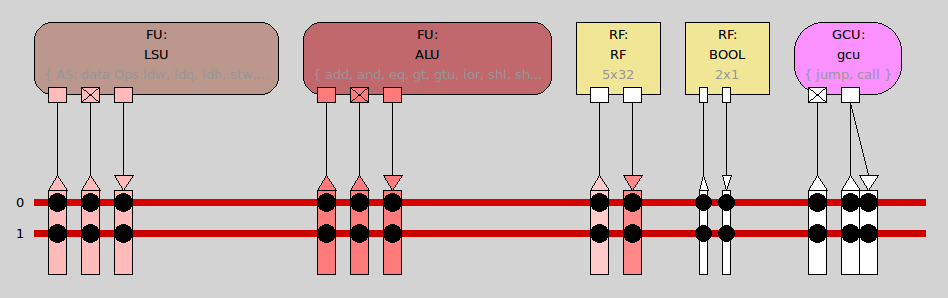 FU:
LSU
{ AS: data Ops:ldw, ldq, ldh, stw...
FU:
ALU
{ add, and, eq, gt, gtu, ior, shl, sh...
RF:
RF
5x32
RF:
BOOL
2x1
GCU:
gcu
{ jump, call }
0
1